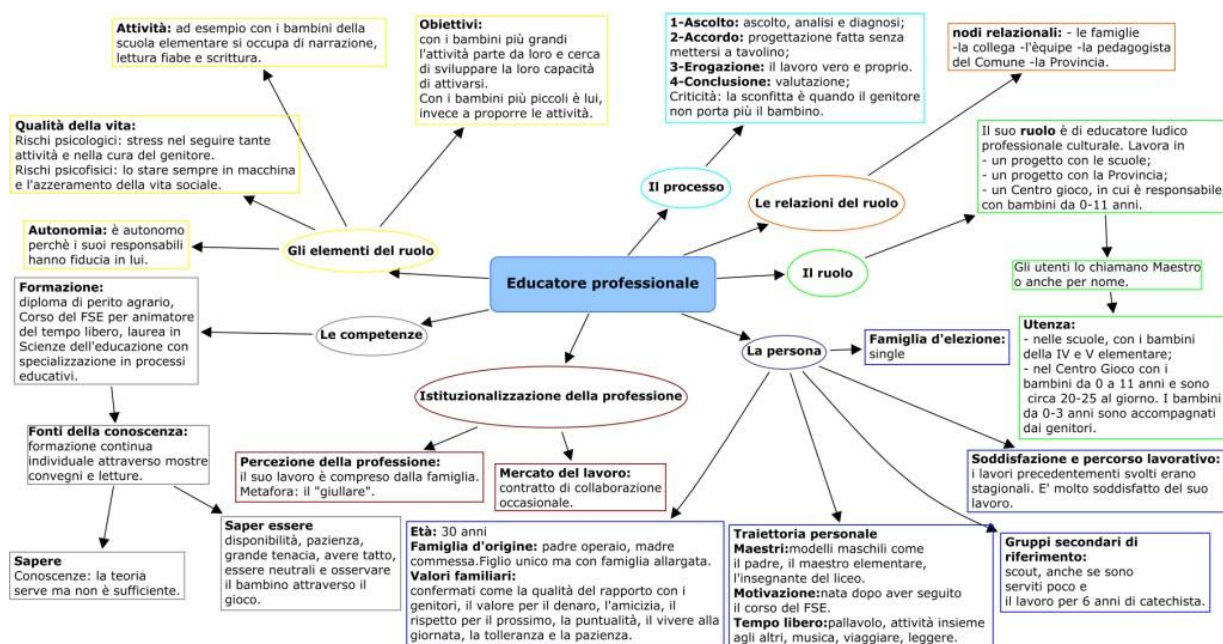 Attività: ad esempio con i bambini della
scuola elementare si occupa di narrazione,
lettura fiabe e scrittura.
Obiettivi:
con i bambini più grandi
l'attività parte da loro e cerca
di sviluppare la loro capacità
di attivarsi.
Con i bambini più piccoli è lui,
invece a proporre le attività.
1-Ascolto: ascolto, analisi e diagnosi;
2-Accordo: progettazione fatta senza
mettersi a tavolino;
3-Erogazione: il lavoro vero e proprio.
4-Conclusione: valutazione;
Criticità: la sconfitta è quando il genitore
non porta più il bambino.
nodi relazionali: - le famiglie
-la collega -l'èquipe -la pedagogista
del Comune -la Provincia.
Qualità della vita:
Rischi psicologici: stress nel seguire tante
attività e nella cura del genitore.
Rischi psicofisici: lo stare sempre in macchina
e l'azzeramento della vita sociale.
Il suo ruolo è di educatore ludico
professionale culturale. Lavora in
- un progetto con le scuole;
- un progetto con la Provincia;
- un Centro gioco, in cui è responsabile,
con bambini da 0-11 anni.
Il processo
Le relazioni del ruolo
Autonomia: è autonomo
perchè i suoi responsabili
hanno fiducia in lui.
Gli elementi del ruolo
Educatore professionale
Il ruolo
Gli utenti lo chiamano Maestro
o anche per nome.
Formazione:
diploma di perito agrario,
Corso del FSE per animatore
del tempo libero, laurea in
Scienze dell'educazione con
specializzazione in processi
educativi.
Le competenze
La persona
Famiglia d'elezione:
single
Utenza:
- nelle scuole, con i bambini
della IV e V elementare;
- nel Centro Gioco con i
bambini da 0 a 11 anni e sono
circa 20-25 al giorno. I bambini
da 0-3 anni sono accompagnati
dai genitori.
Istituzionalizzazione della professione
Fonti della conoscenza:
formazione continua
individuale attraverso mostre
convegni e letture.
Percezione della professione:
il suo lavoro è compreso dalla famiglia.
Metafora: il "giullare".
Mercato del lavoro:
contratto di collaborazione
occasionale.
Soddisfazione e percorso lavorativo:
i lavori precedentemente svolti erano
stagionali. E' molto soddisfatto del suo
lavoro.
Sapere
Conoscenze: la teoria
serve ma non è sufficiente.
Saper essere
disponibilità, pazienza,
grande tenacia, avere tatto,
essere neutrali e osservare
il bambino attraverso il
gioco.
Età: 30 anni
Famiglia d'origine: padre operaio, madre
commessa.Figlio unico ma con famiglia allargata.
Valori familiari:
confermati come la qualità del rapporto con i
genitori, il valore per il denaro, l'amicizia, il
rispetto per il prossimo, la puntualità, il vivere alla
giornata, la tolleranza e la pazienza.
Traiettoria personale
Maestri:modelli maschili come
il padre, il maestro elementare,
l'insegnante del liceo.
Motivazione:nata dopo aver seguito
il corso del FSE.
Tempo libero:pallavolo, attività insieme
agli altri, musica, viaggiare, leggere.
Gruppi secondari di
riferimento:
scout, anche se sono
serviti poco e
il lavoro per 6 anni di catechista.